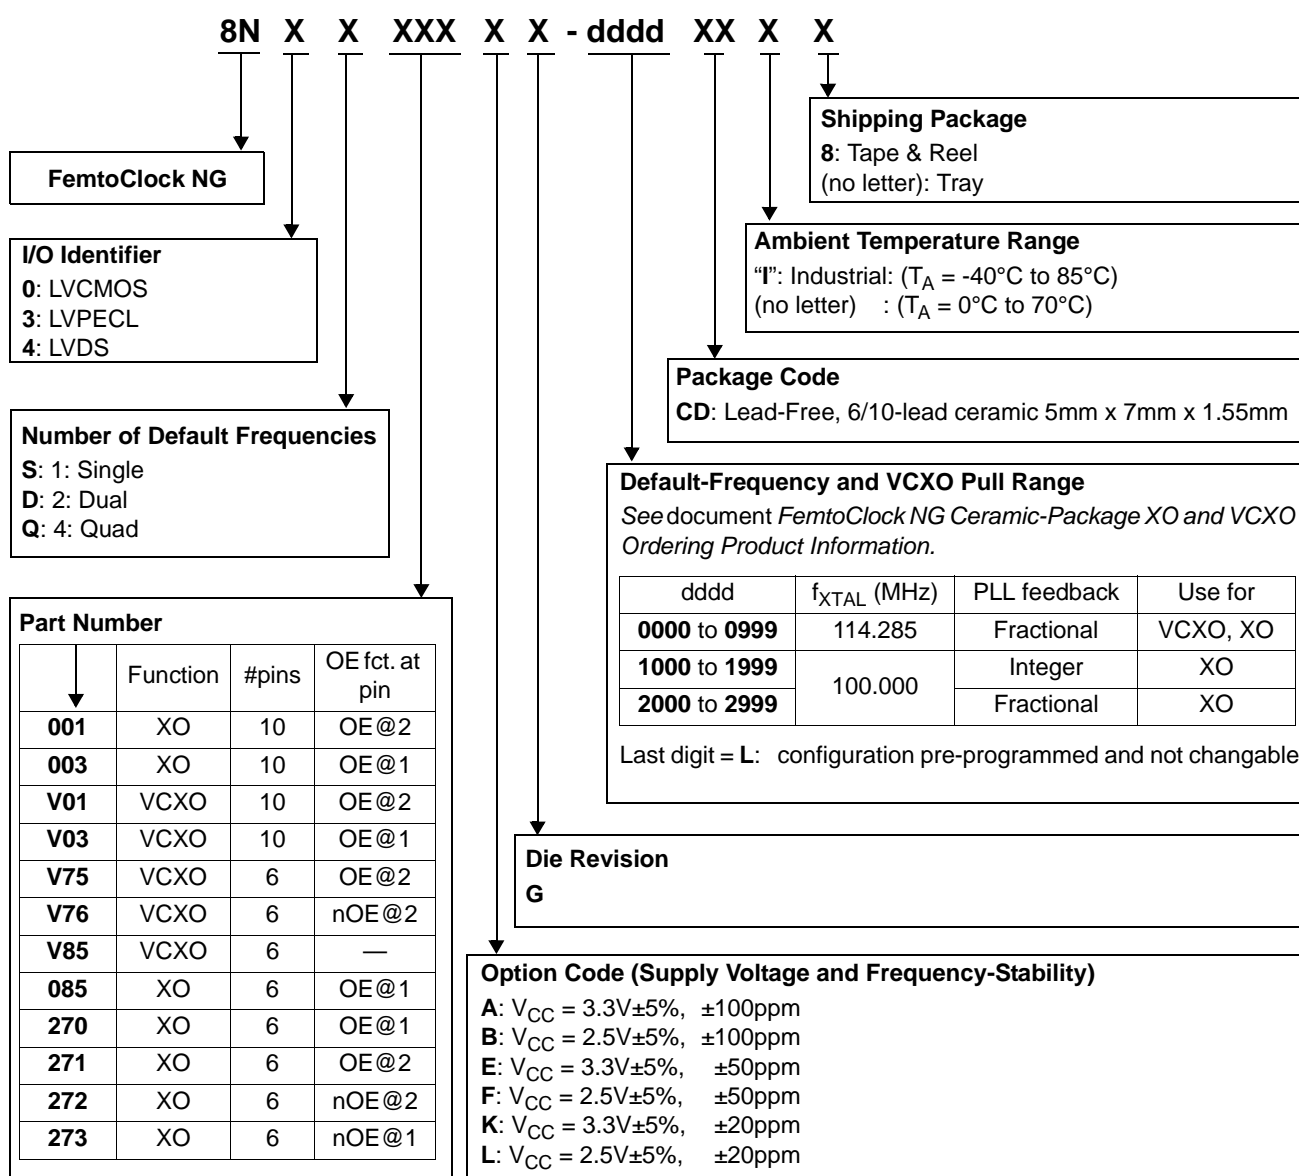 8N X X XXX X X - dddd XX X X
Shipping Package
8: Tape & Reel
(no letter): Tray
FemtoClock NG
Ambient Temperature Range
“I”: Industrial: (TA = -40°C to 85°C)
(no letter) : (TA = 0°C to 70°C)
I/O Identifier
0: LVCMOS
3: LVPECL
4: LVDS
Package Code
CD: Lead-Free, 6/10-lead ceramic 5mm x 7mm x 1.55mm
Number of Default Frequencies
S: 1: Single
D: 2: Dual
Q: 4: Quad
Default-Frequency and VCXO Pull Range
See document FemtoClock NG Ceramic-Package XO and VCXO
Ordering Product Information.
dddd fXTAL (MHz) PLL feedback Use for
0000 to 0999 114.285 Fractional VCXO, XO
1000 to 1999 100.000 Integer XO
2000 to 2999 Fractional XO
Last digit = L: configuration pre-programmed and not changable
Part Number
Function #pins OE fct. at
pin
001 XO 10 OE@2
003 XO 10 OE@1
V01 VCXO 10 OE@2
V03 VCXO 10 OE@1
V75 VCXO 6 OE@2
V76 VCXO 6 nOE@2
V85 VCXO 6 —
085 XO 6 OE@1
270 XO 6 OE@1
271 XO 6 OE@2
272 XO 6 nOE@2
273 XO 6 nOE@1
Die Revision
G
Option Code (Supply Voltage and Frequency-Stability)
A: VCC = 3.3V±5%, ±100ppm
B: VCC = 2.5V±5%, ±100ppm
E: VCC = 3.3V±5%, ±50ppm
F: VCC = 2.5V±5%, ±50ppm
K: VCC = 3.3V±5%, ±20ppm
L: VCC = 2.5V±5%, ±20ppm